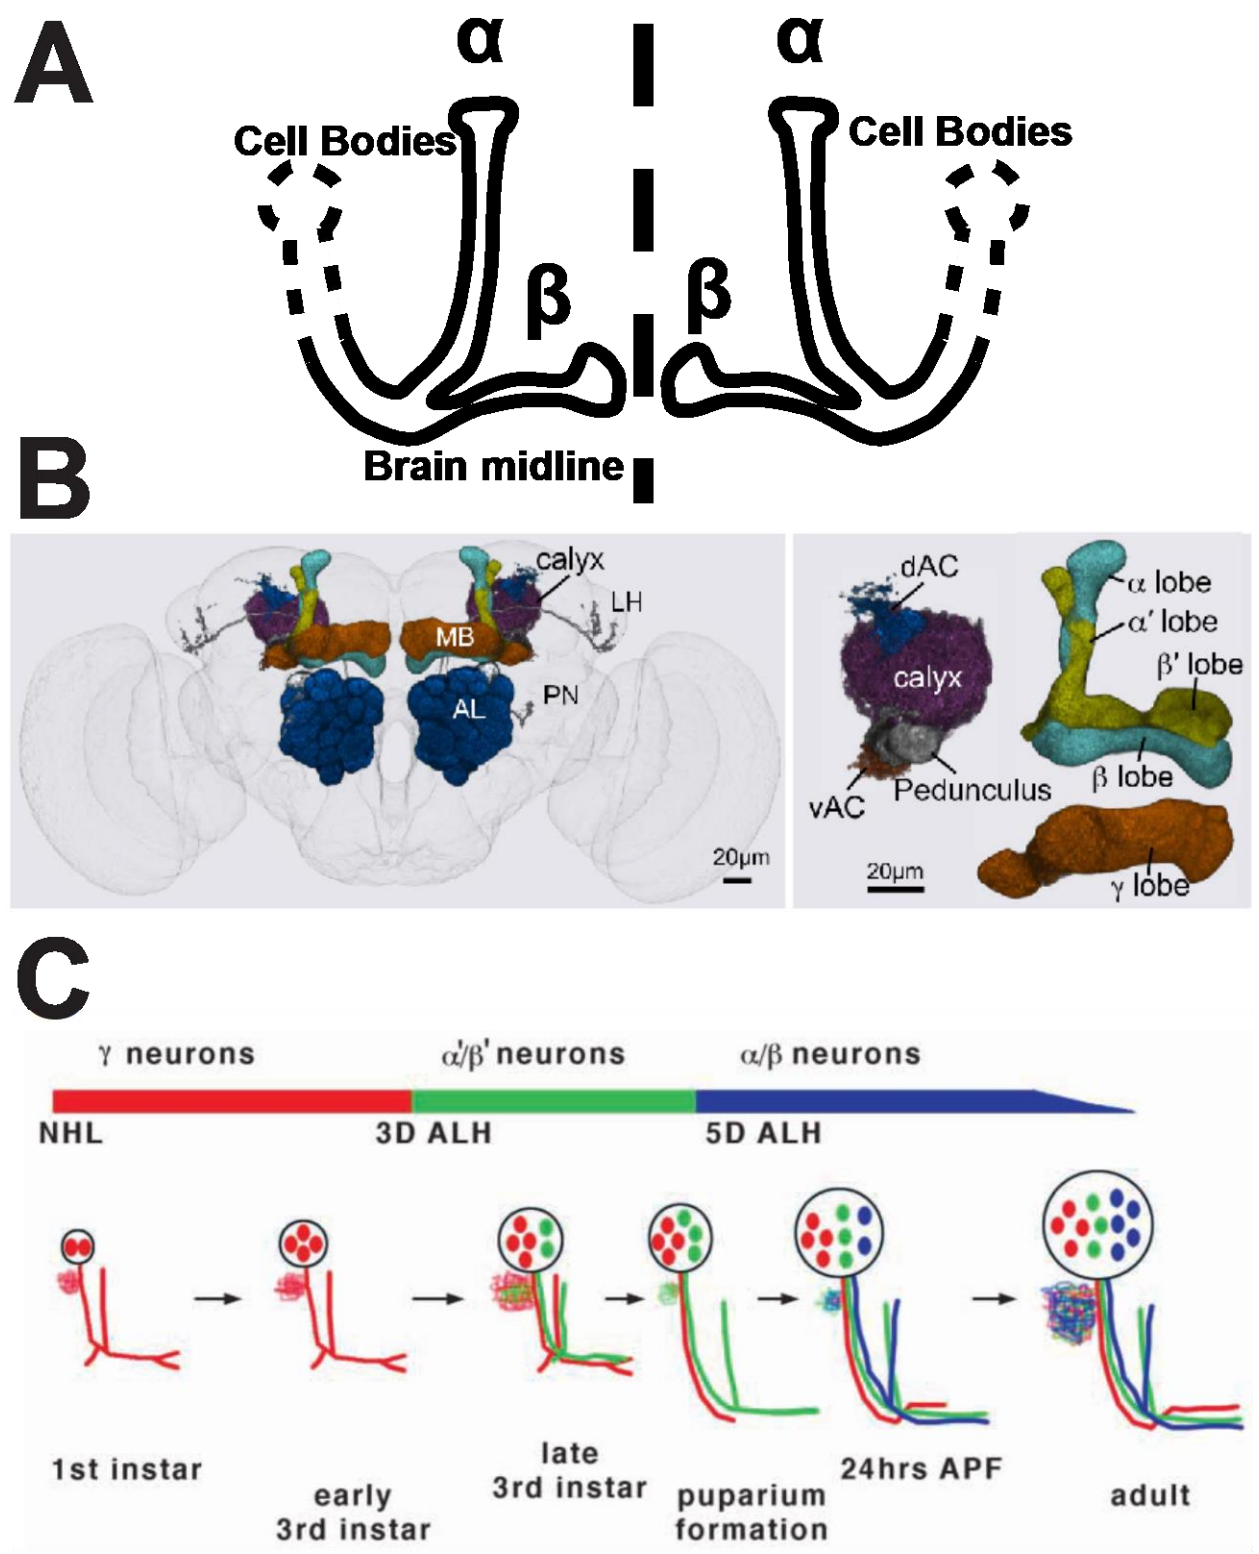 A
α
α
Cell Bodies
Cell Bodies
β
β
Brain midline
B
calyx
LH
MB
PN
AL
20μm
dAC
calyx
vAC
Pedunculus
20μm
α lobe
α′ lobe
β′ lobe
β lobe
γ lobe
C
γ neurons
α'/β' neurons
α/β neurons
NHL
3D ALH
5D ALH
1st instar
early
3rd instar
late
3rd instar
puparium
formation
24hrs APF
adult